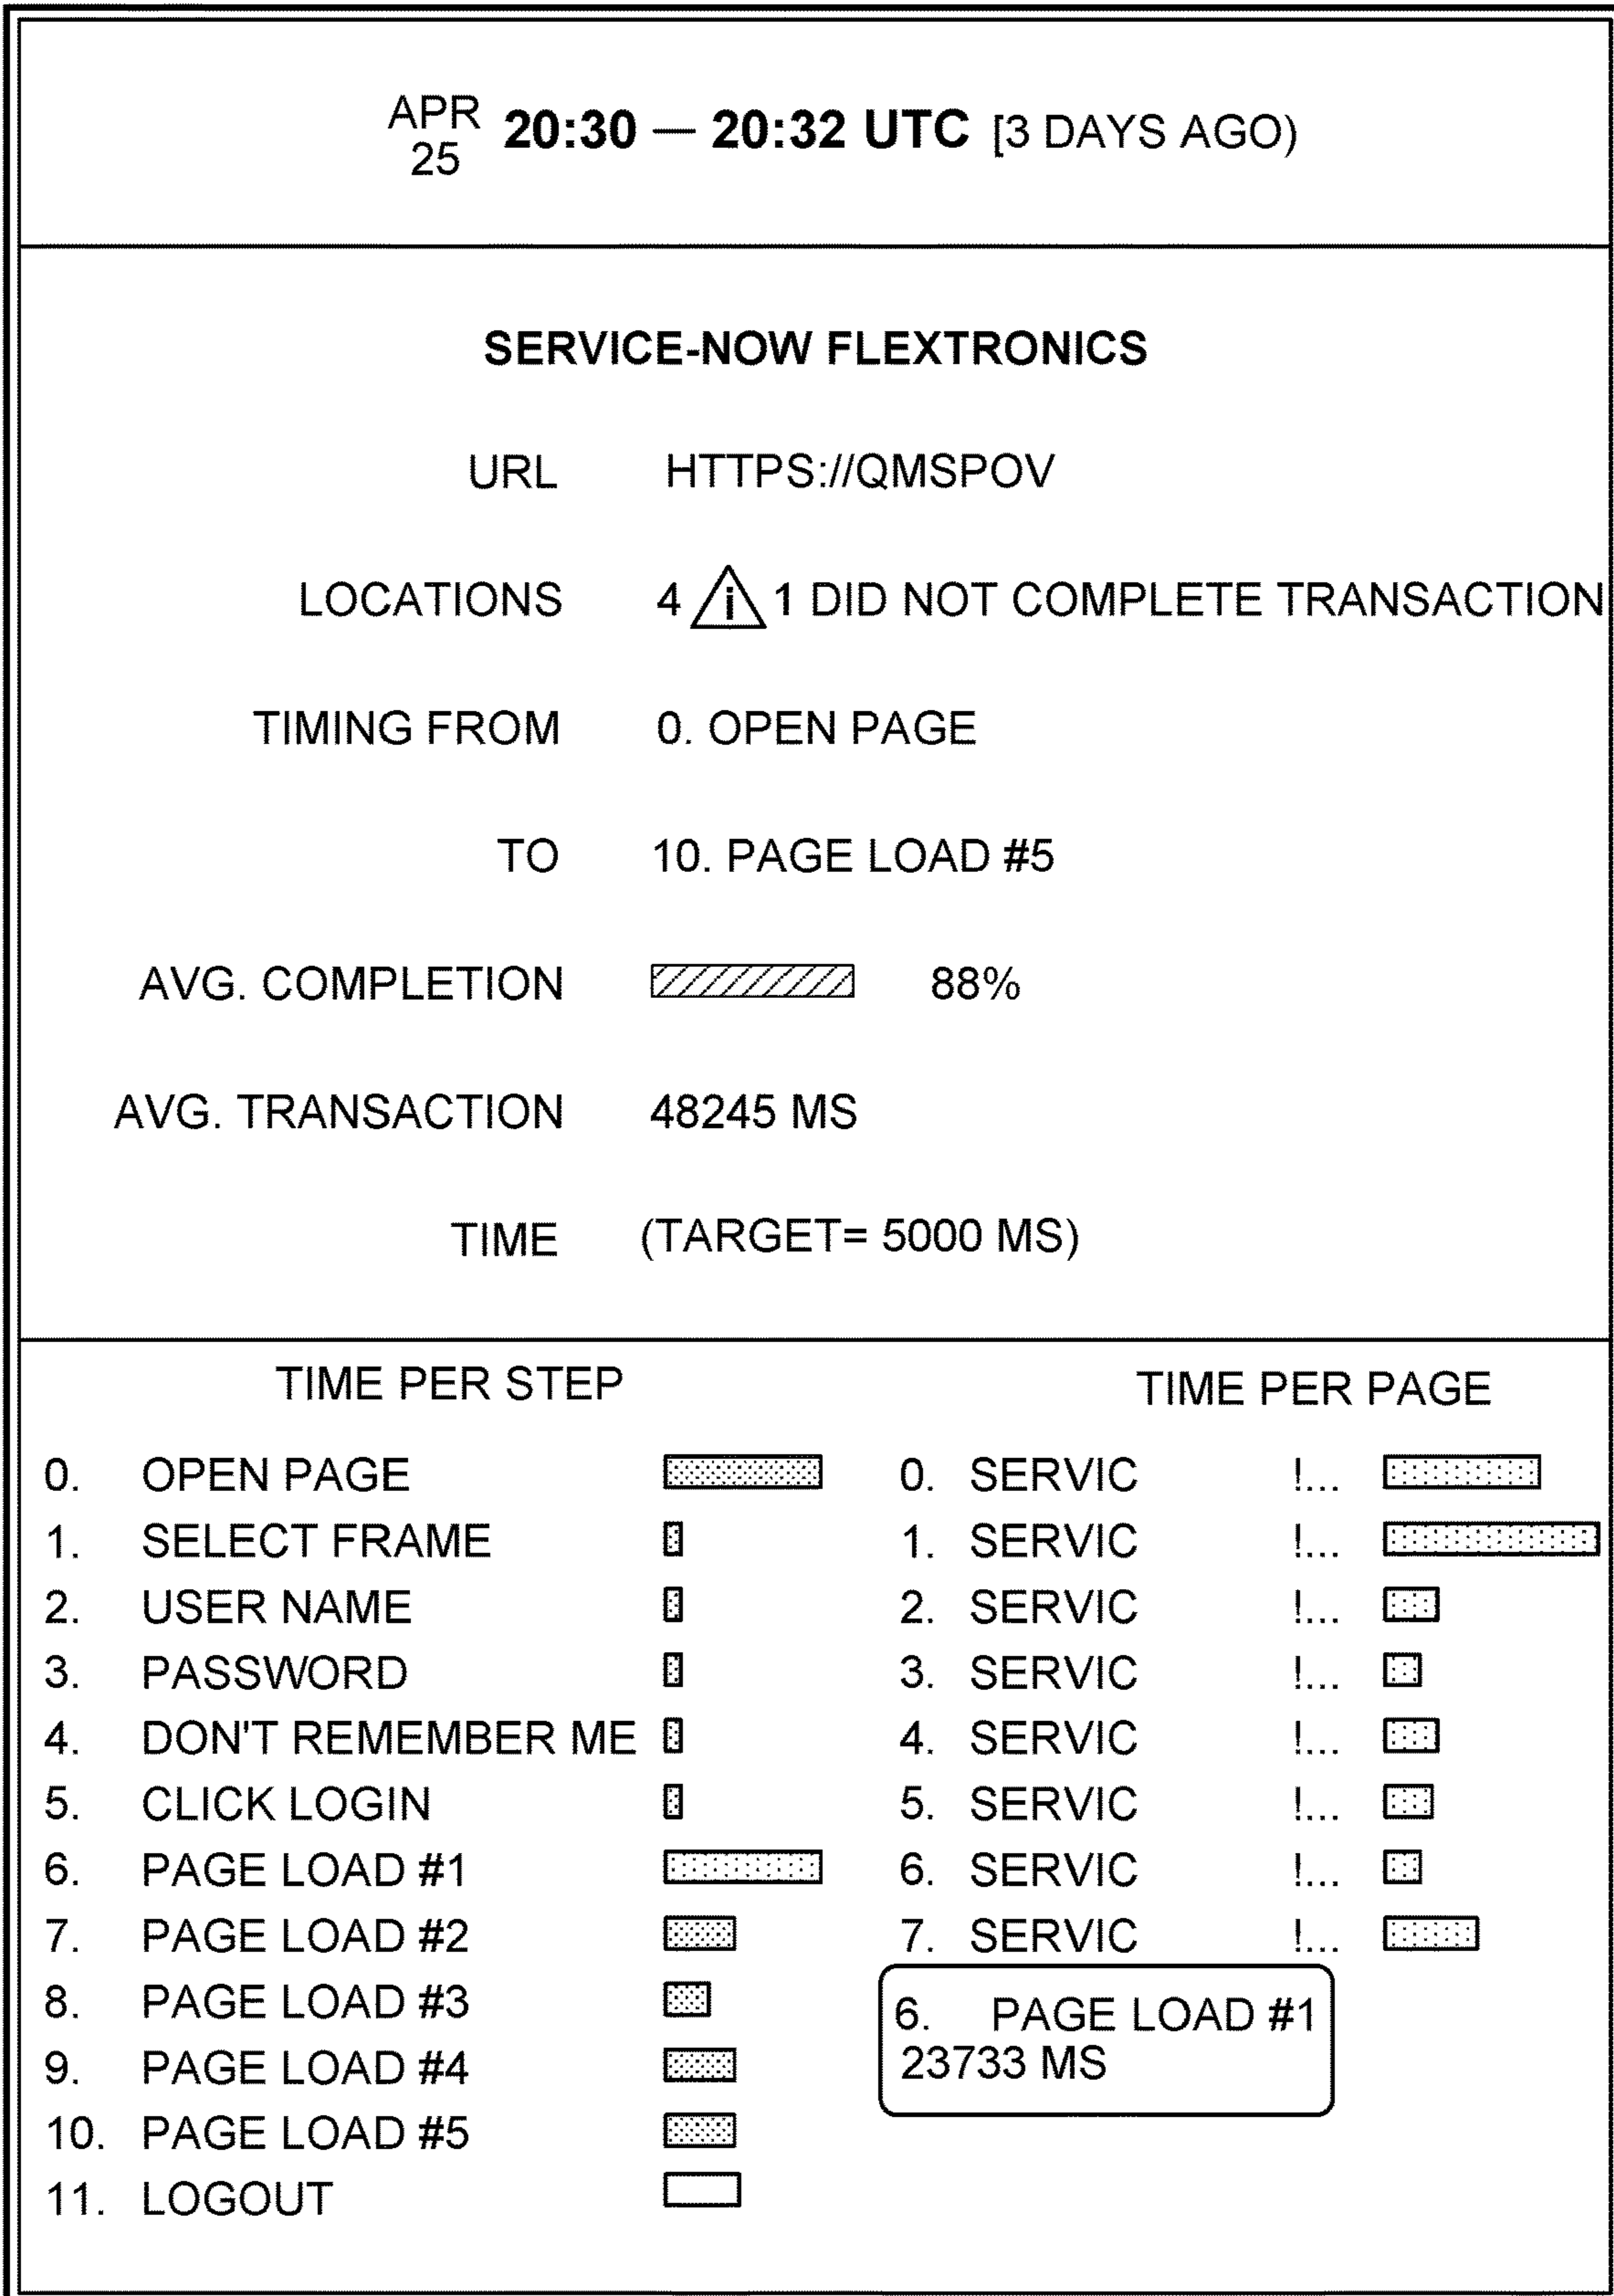 APR
25
20:30 — 20:32 UTC [3 DAYS AGO)
SERVICE-NOW FLEXTRONICS
URL HTTPS://QMSPOV
LOCATIONS 4 i 1 DID NOT COMPLETE TRANSACTION
TIMING FROM 0. OPEN PAGE
TO 10. PAGE LOAD #5
AVG. COMPLETION 88%
AVG. TRANSACTION 48245 MS
TIME (TARGET= 5000 MS)
TIME PER STEP
0. OPEN PAGE
1. SELECT FRAME
2. USER NAME
3. PASSWORD
4. DON'T REMEMBER ME
5. CLICK LOGIN
6. PAGE LOAD #1
7. PAGE LOAD #2
8. PAGE LOAD #3
9. PAGE LOAD #4
10. PAGE LOAD #5
11. LOGOUT
TIME PER PAGE
0. SERVIC !...
1. SERVIC !...
2. SERVIC !...
3. SERVIC !...
4. SERVIC !...
5. SERVIC !...
6. SERVIC !...
7. SERVIC !...
6. PAGE LOAD #1
23733 MS